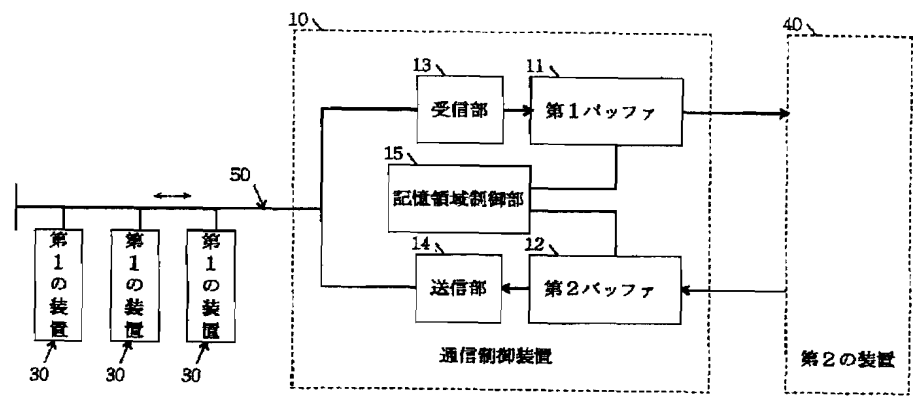 10
40
13
11
受信部
第1バッファ
15
50
記憶領域制御部
14
12
第1の装置
第1の装置
第1の装置
送信部
第2バッファ
通信制御装置
第2の装置
30
30
30